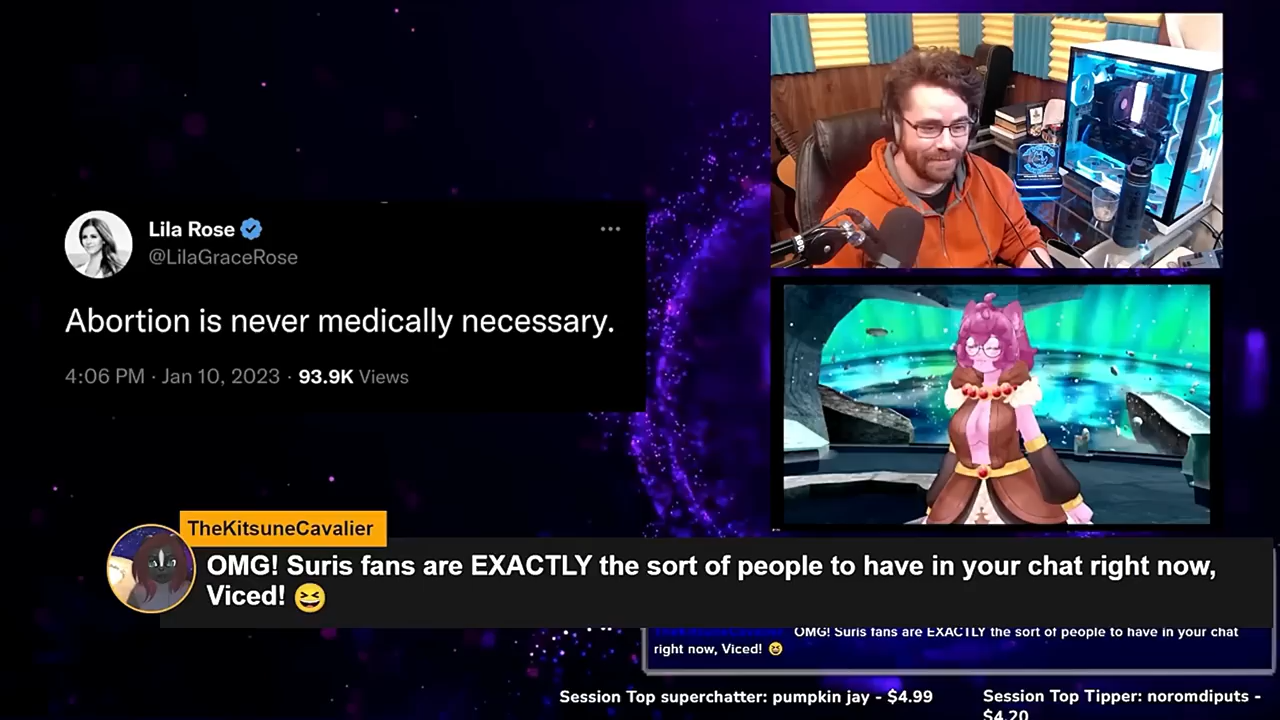 Lila Rose
@LilaGraceRose
Abortion is never medically necessary.
4:06 PM · Jan 10, 2023 · 93.9K Views
TheKitsuneCavalier
OMG! Suris fans are EXACTLY the sort of people to have in your chat right now,
Viced! 😆
OMG! Suris fans are EXACTLY the sort of people to have in your chat
right now, Viced! 😆
Session Top superchatter: pumpkin jay - $4.99
Session Top Tipper: noromdiputs -
$4.20